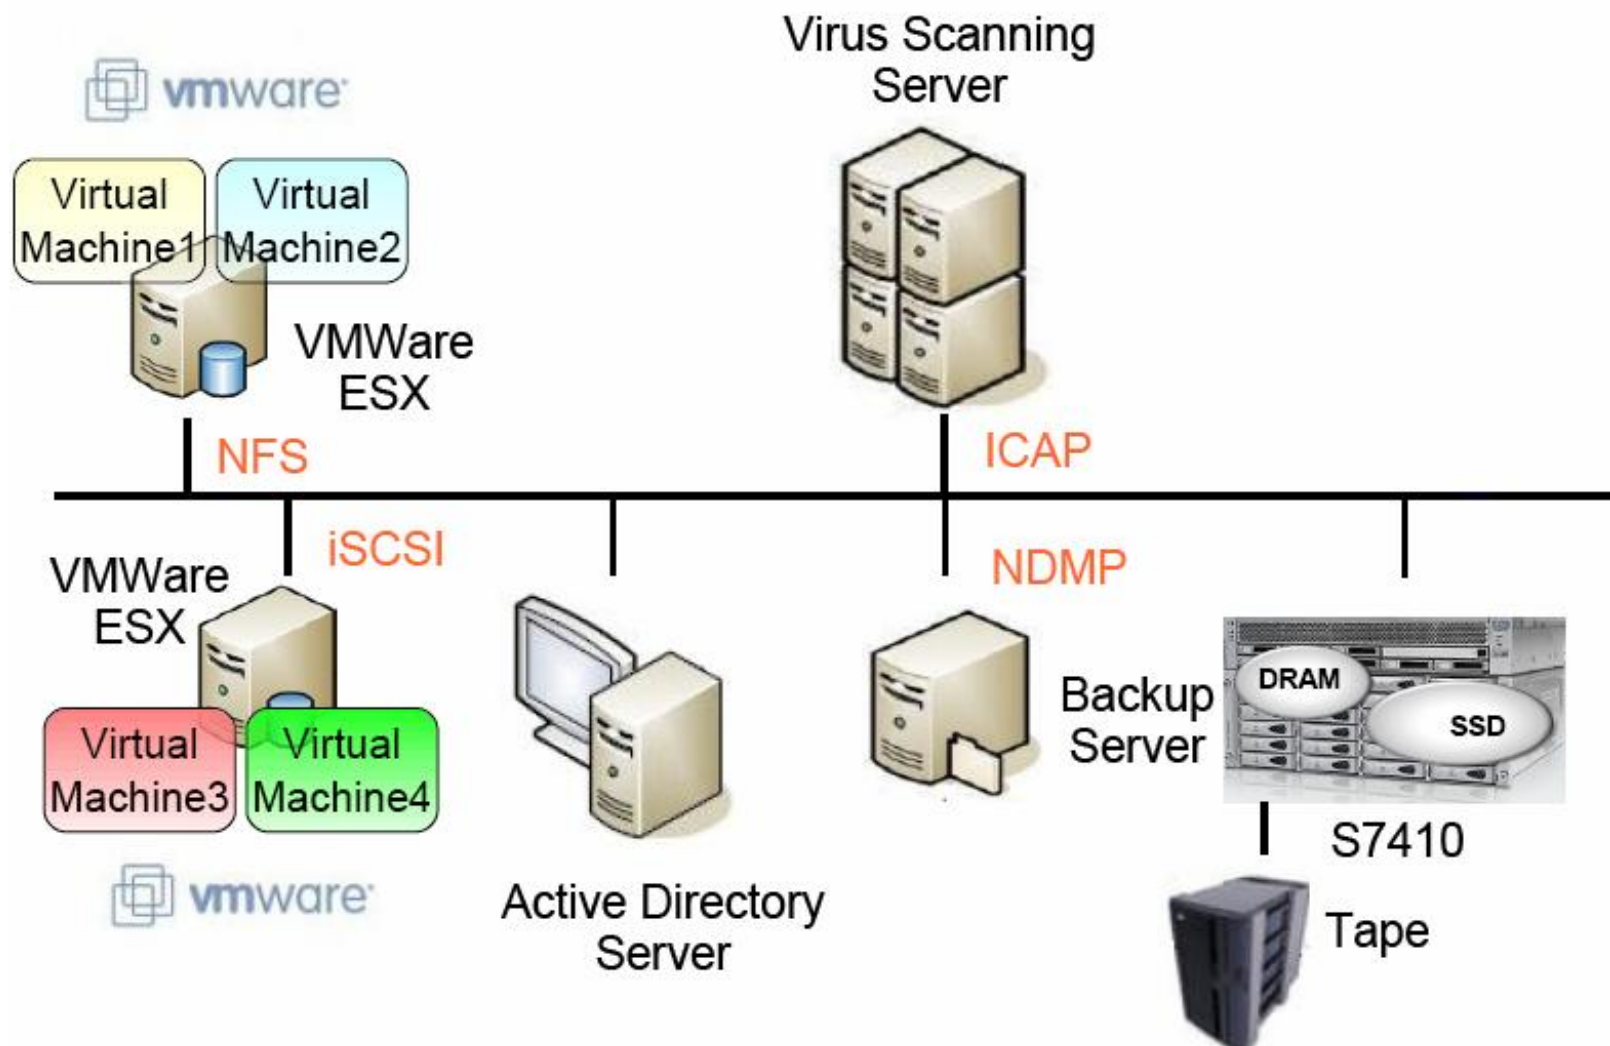 vmware
Virtual
Machine1
Virtual
Machine2
VMWare
ESX
NFS
Virus Scanning
Server
ICAP
iSCSI
VMWare
ESX
Virtual
Machine3
Virtual
Machine4
vmware
Active Directory
Server
NDMP
Backup
Server
DRAM
SSD
S7410
Tape